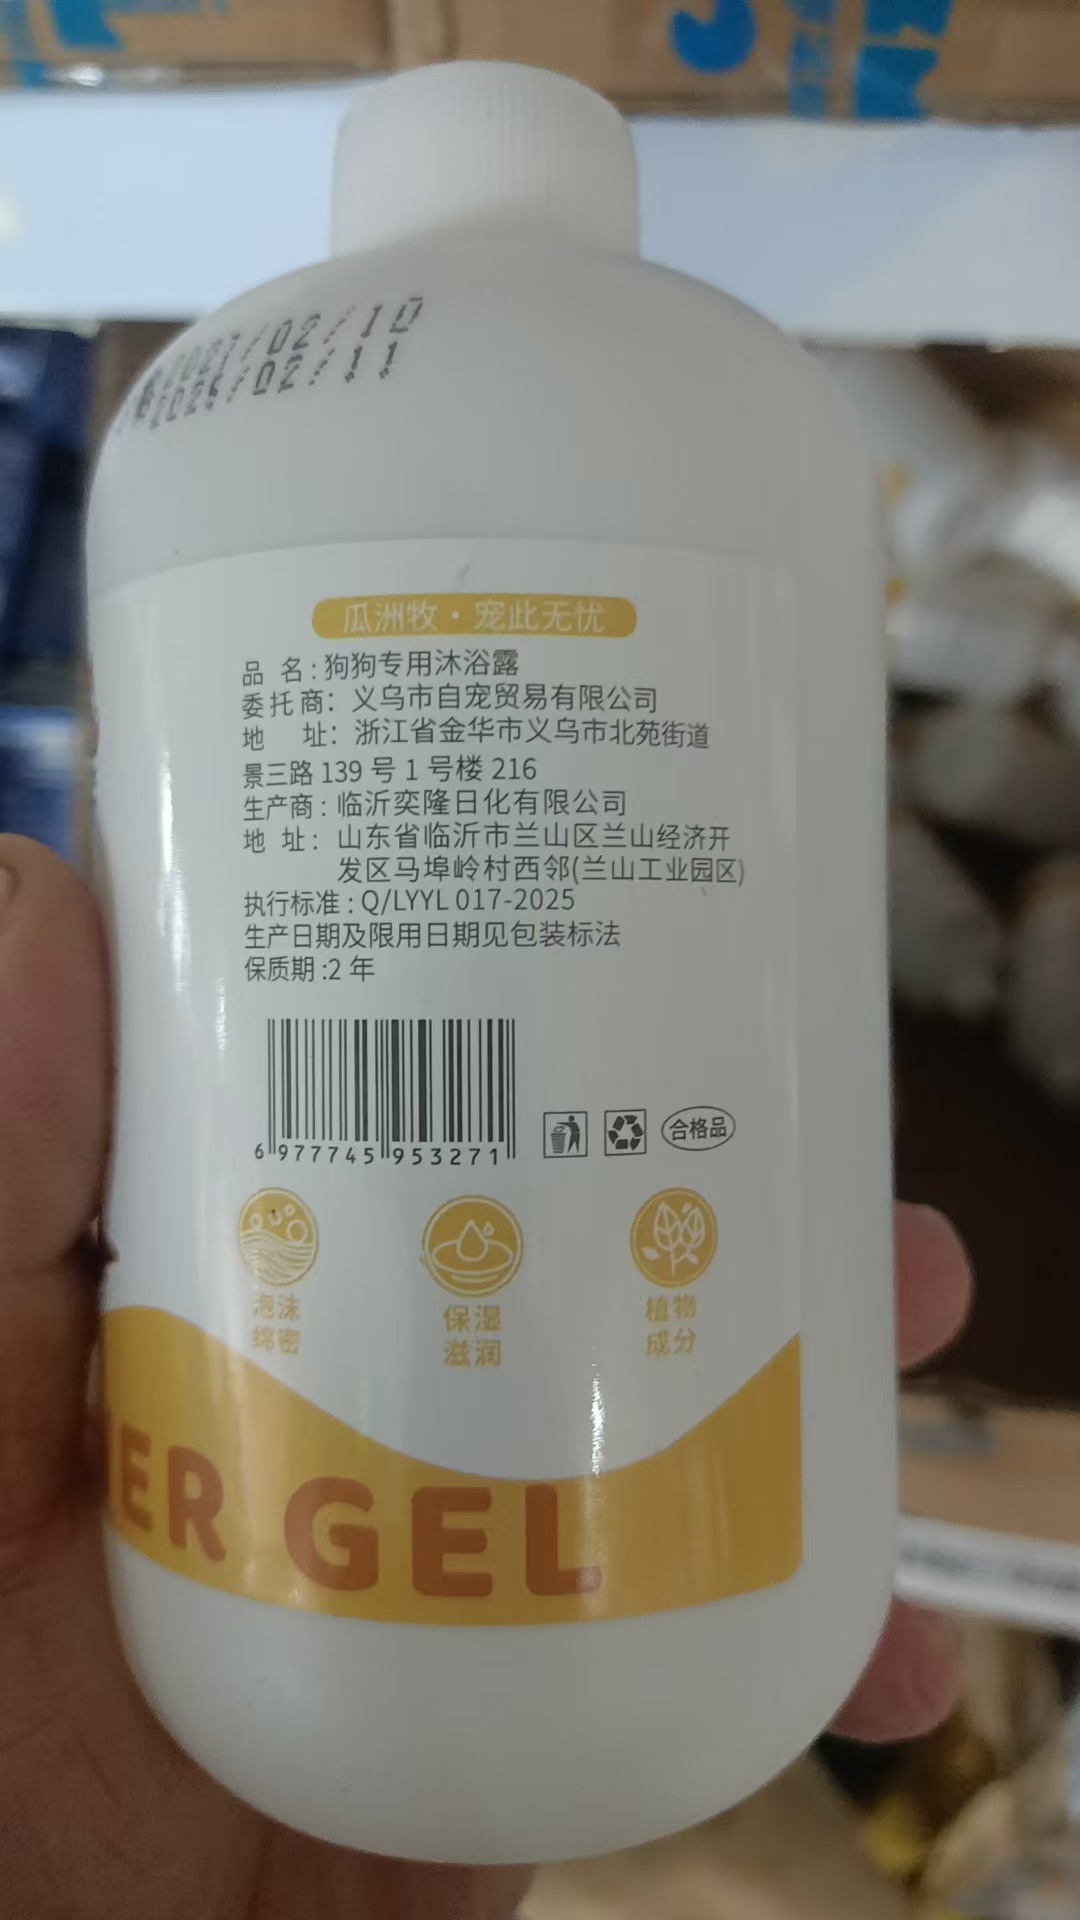 2027/02/10
2025/02/11
瓜洲牧·宠此无忧
品 名:狗狗专用沐浴露
委托商：义乌市自宠贸易有限公司
地 址：浙江省金华市义乌市北苑街道
景三路 139 号 1 号楼 216
生产商：临沂奕隆日化有限公司
地 址：山东省临沂市兰山区兰山经济开
发区马埠岭村西邻(兰山工业园区)
执行标准：Q/LYYL 017-2025
生产日期及限用日期见包装标法
保质期:2 年
6 977745 953271
合格品
泡沫 保湿 植物
绵密 滋润 成分
ER GEL